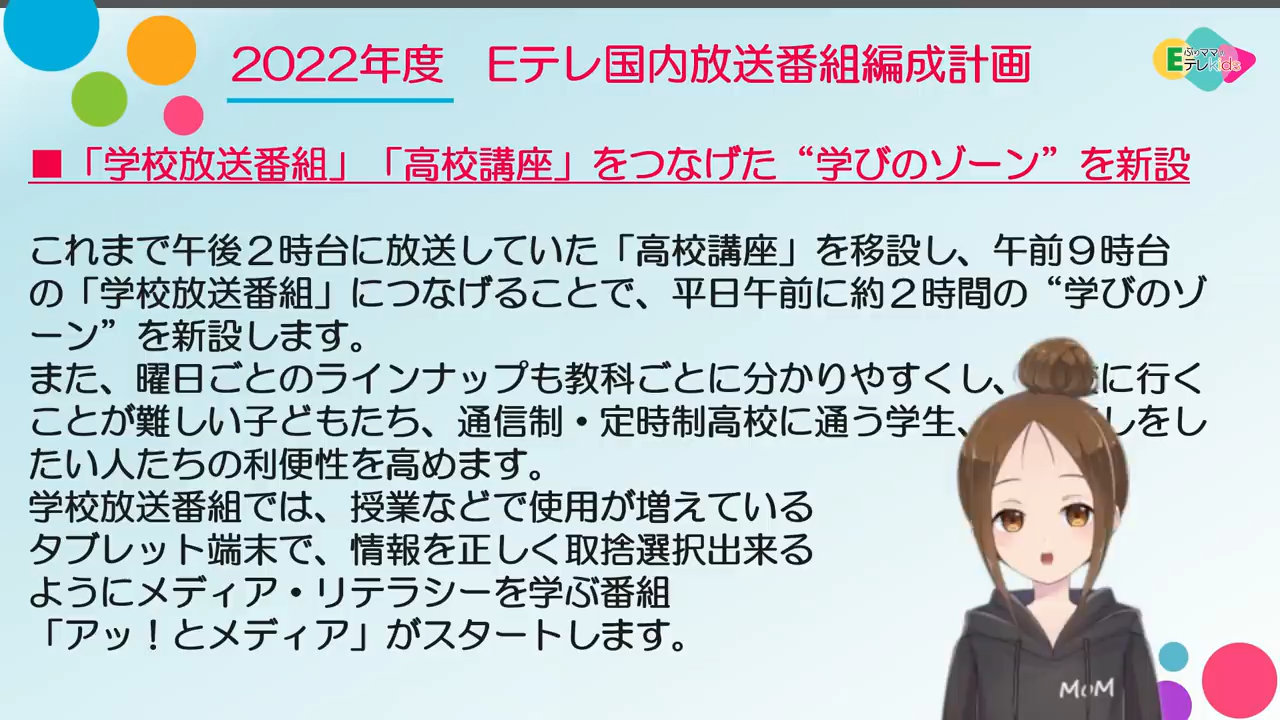 2022年度　Eテレ国内放送番組編成計画
ぷりママの
Eテレkids
■「学校放送番組」「高校講座」をつなげた“学びのゾーン”を新設
これまで午後２時台に放送していた「高校講座」を移設し、午前９時台
の「学校放送番組」につなげることで、平日午前に約２時間の“学びのゾ
ーン”を新設します。
また、曜日ごとのラインナップも教科ごとに分かりやすくし、に行く
ことが難しい子どもたち、通信制・定時制高校に通う学生、しをし
たい人たちの利便性を高めます。
学校放送番組では、授業などで使用が増えている
タブレット端末で、情報を正しく取捨選択出来る
ようにメディア・リテラシーを学ぶ番組
「アッ！とメディア」がスタートします。
MoM